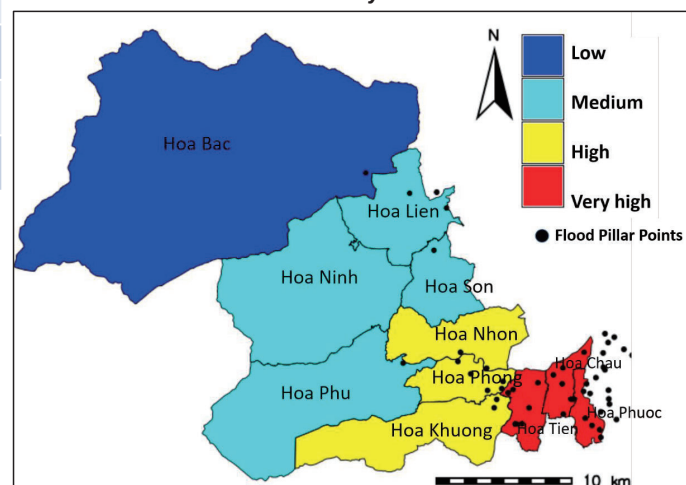 N
Low
Medium
High
Very high
Flood Pillar Points
Hoa Bac
Hoa Lien
Hoa Ninh
Hoa Son
Hoa Nhon
Hoa Chau
Hoa Phong
Hoa Phu
Hoa Phuoc
Hoa Khuong
Hoa Tien
10 km